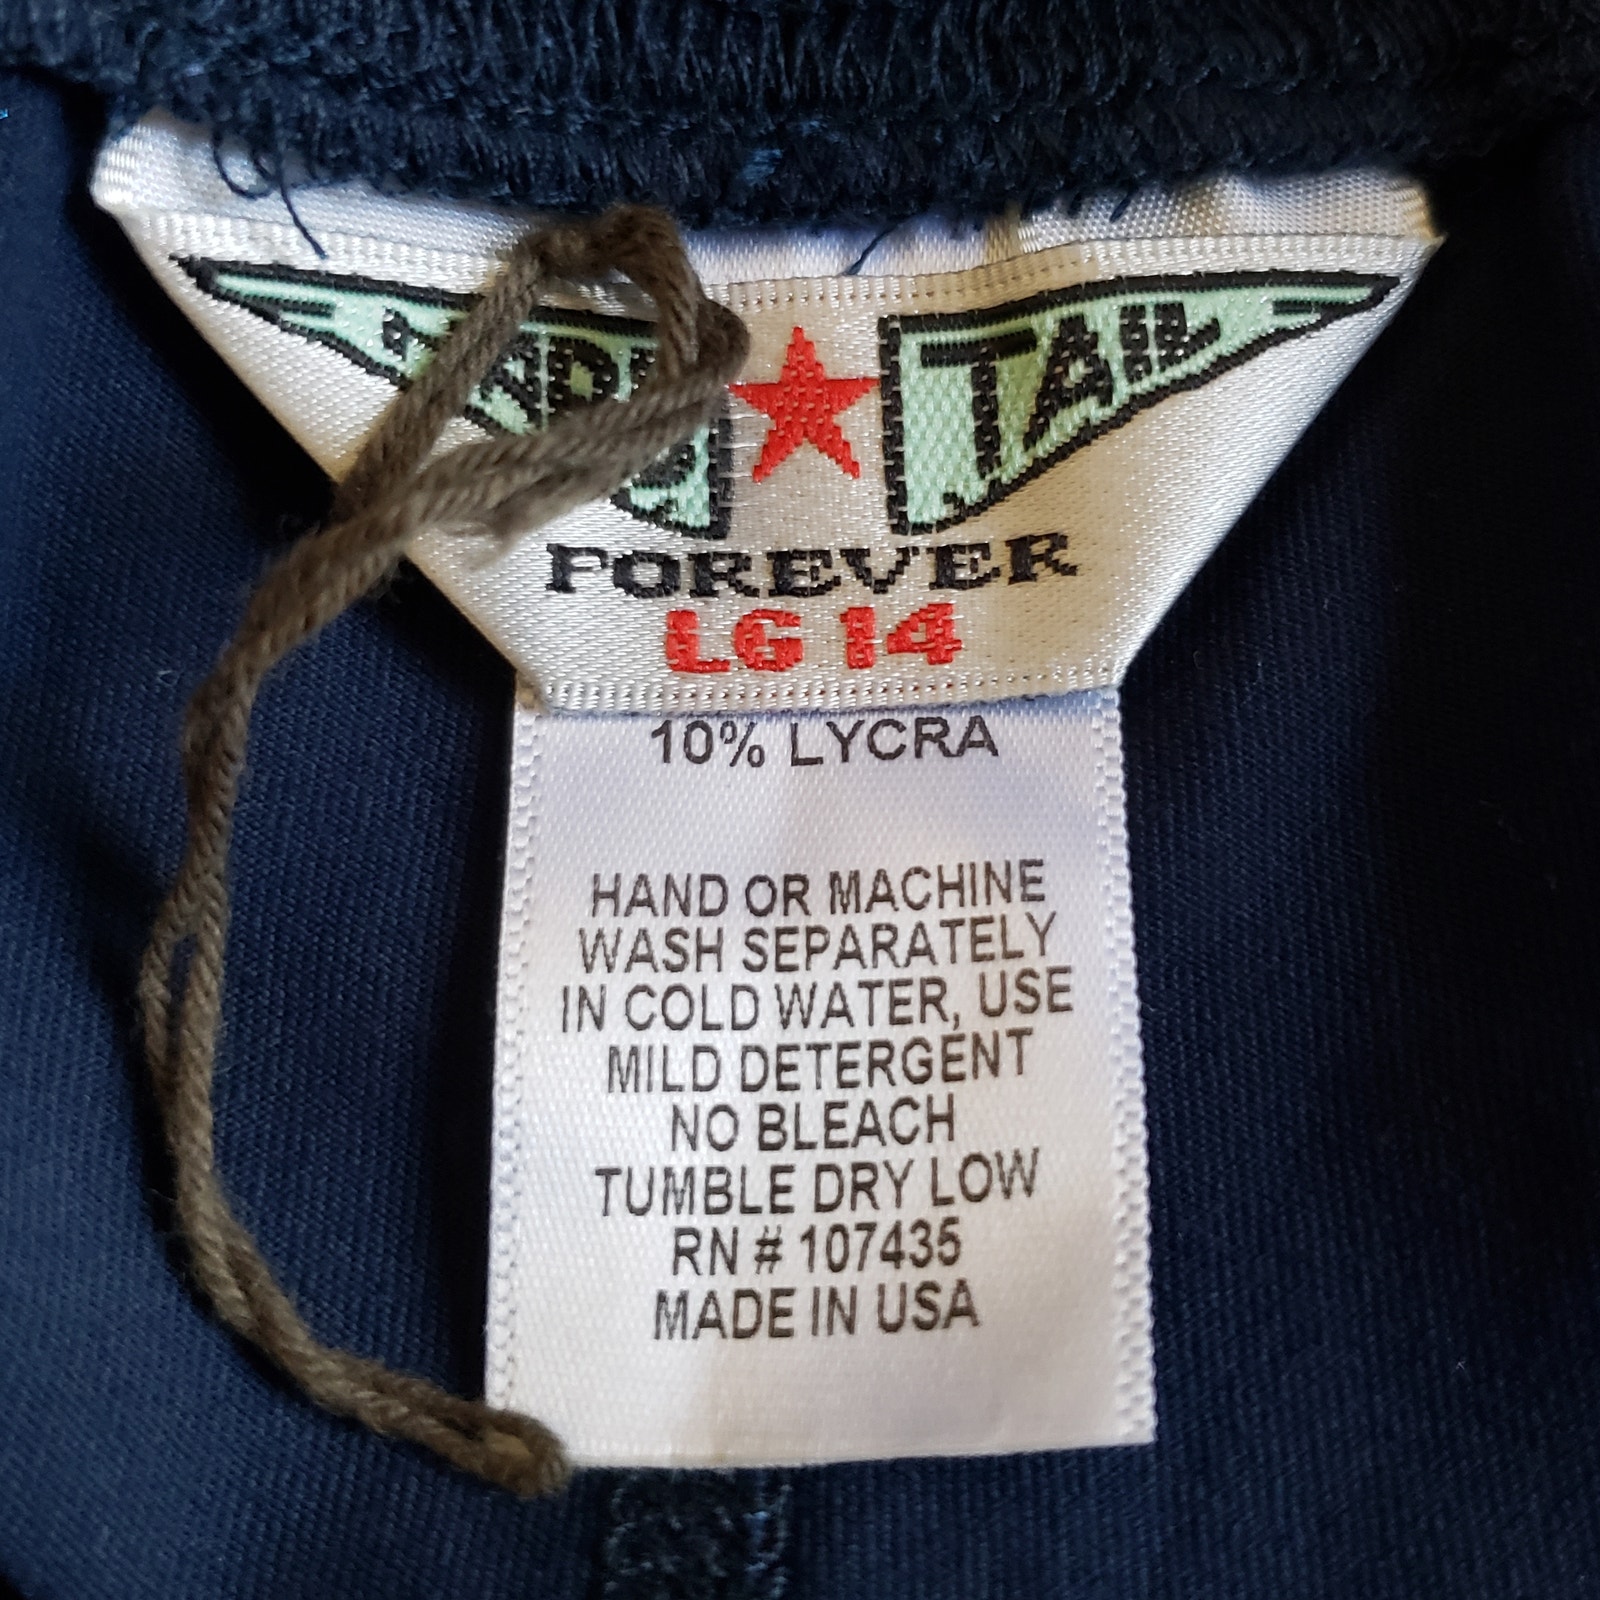 TAIL
FOREVER
LG 14
10% LYCRA
HAND OR MACHINE
WASH SEPARATELY
IN COLD WATER, USE
MILD DETERGENT
NO BLEACH
TUMBLE DRY LOW
RN # 107435
MADE IN USA